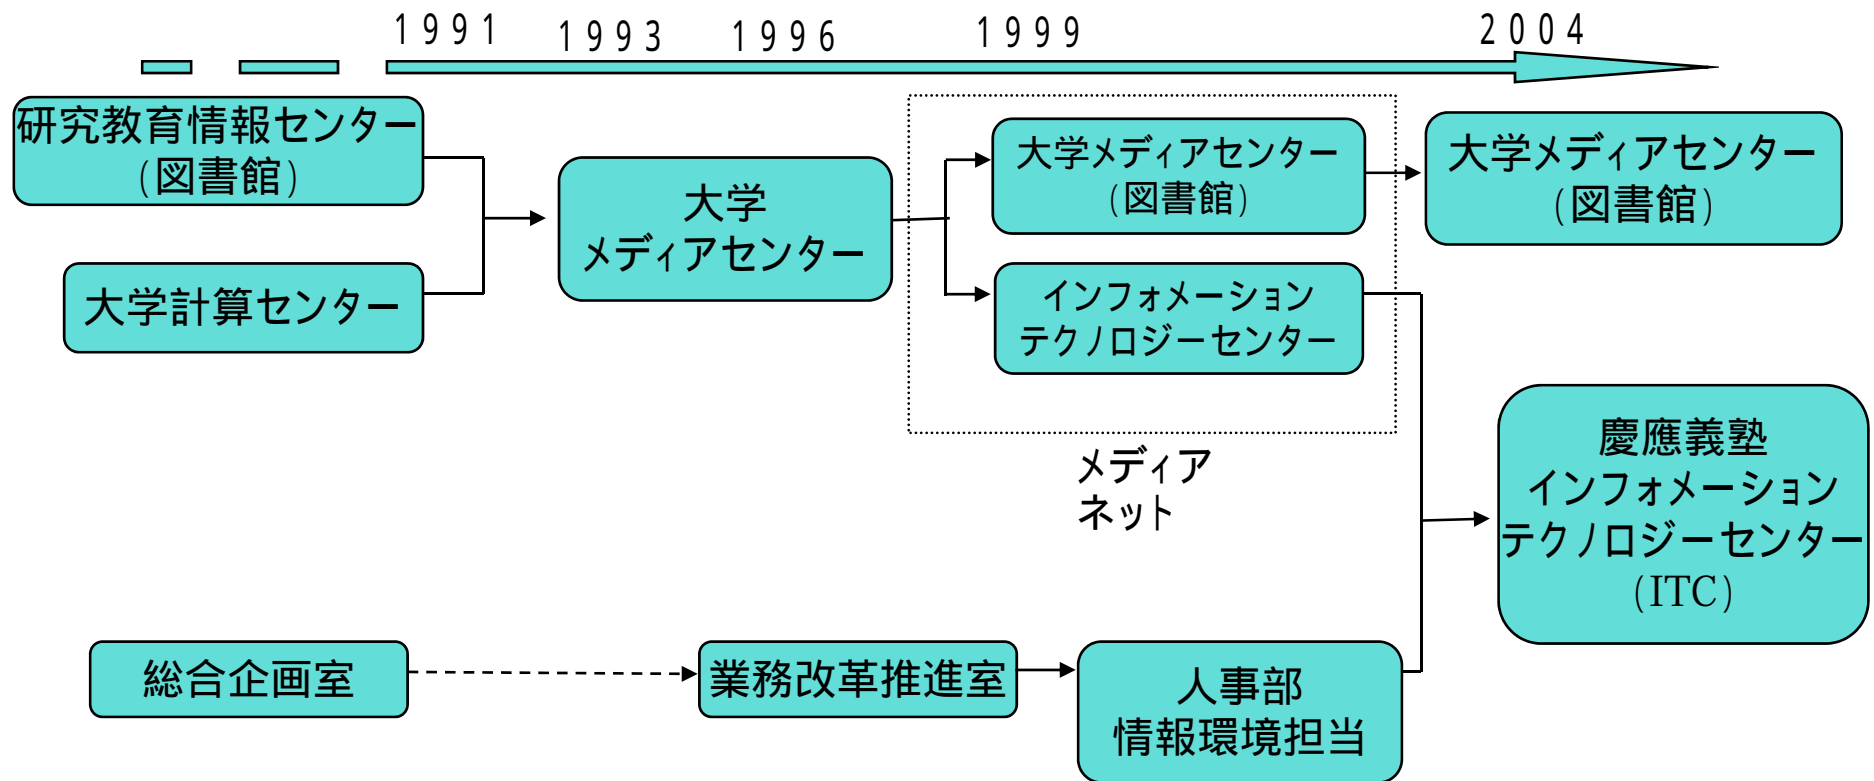 1991
1993
1996
1999
2004
研究教育情報センター
(図書館)
大学計算センター
大学
メディアセンター
大学メディアセンター
(図書館)
インフォメーション
テクノロジーセンター
メディア
ネット
大学メディアセンター
(図書館)
慶應義塾
インフォメーション
テクノロジーセンター
(ITC)
総合企画室
業務改革推進室
人事部
情報環境担当